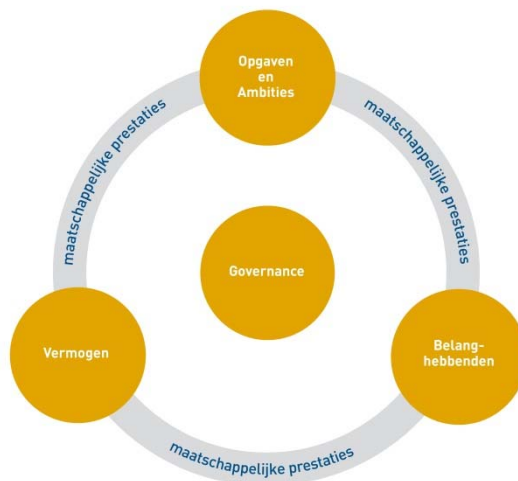 Opgaven
en
Ambities
maatschappelijke prestaties
maatschappelijke prestaties
Governance
Vermogen
Belang-
hebbenden
maatschappelijke prestaties